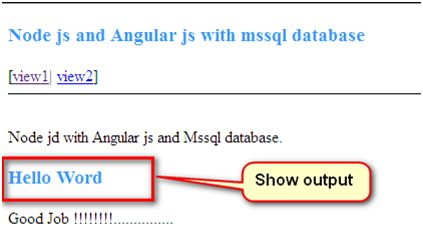 Node js and Angular js with mssql database
[view1| view2]
Node jd with Angular js and Mssql database.
Hello Word
Show output
Good Job !!!!!!!!...............